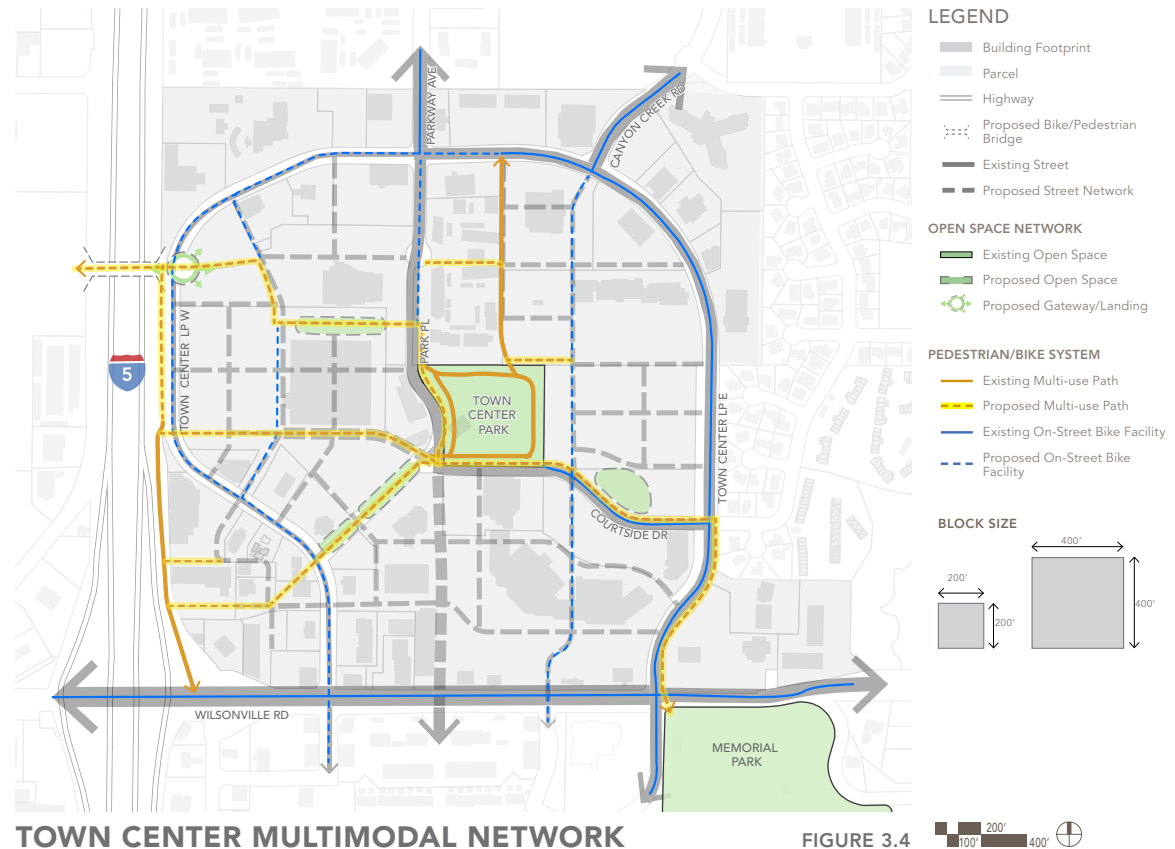 PARKWAY AVE
CANYON CREEK RD
TOWN CENTER LP W
PARK PL
5
TOWN
CENTER
PARK
TOWN CENTER LP E
COURTSIDE DR
WILSONVILLE RD
MEMORIAL
PARK
LEGEND
Building Footprint
Parcel
Highway
Proposed Bike/Pedestrian
Bridge
Existing Street
Proposed Street Network
OPEN SPACE NETWORK
Existing Open Space
Proposed Open Space
Proposed Gateway/Landing
PEDESTRIAN/BIKE SYSTEM
Existing Multi-use Path
Proposed Multi-use Path
Existing On-Street Bike Facility
Proposed On-Street Bike
Facility
BLOCK SIZE
400'
200'
200'
400'
TOWN CENTER MULTIMODAL NETWORK
FIGURE 3.4
200'
100'
400'